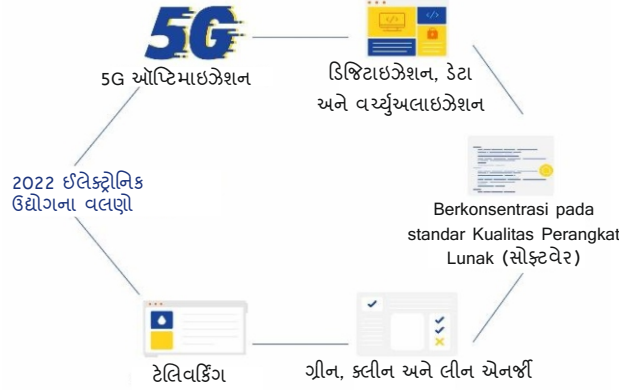 5G
5G ઑપ્ટિમાઇઝેશન
ડિજિટાઇઝેશન, ડેટા
અને વર્ચ્યુઅલાઇઝેશન
2022 ઈલેક્ટ્રોનિક
ઉદ્યોગના વલણો
Berkonsentrasi pada
standar Kualitas Perangkat
Lunak (સોફ્ટવેર)
ટેલિવર્કિંગ
ગ્રીન, ક્લીન અને લીન એનર્જી